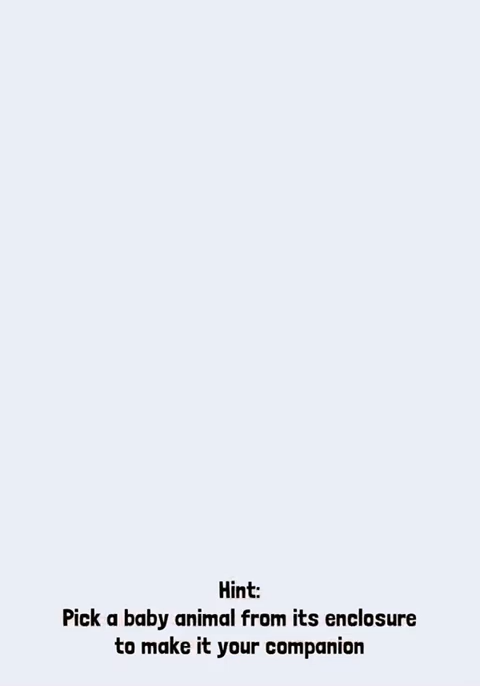 Hint:
Pick a baby animal from its enclosure
to make it your companion